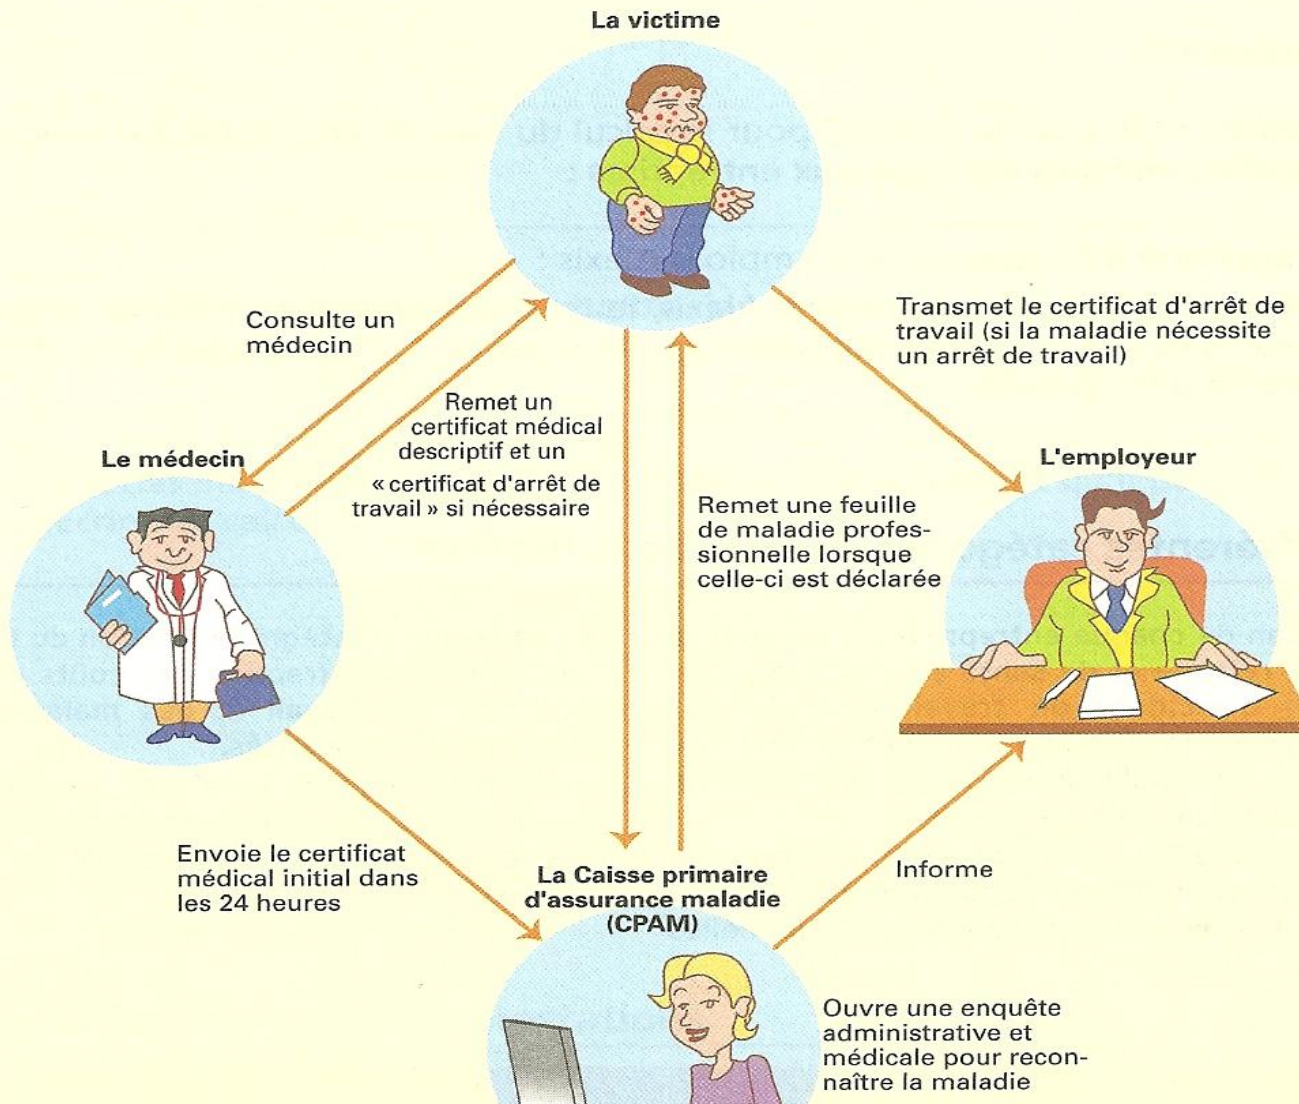 La victime
Consulte un
médecin
Transmet le certificat d'arrêt de
travail (si la maladie nécessite
un arrêt de travail)
Remet un
certificat médical
descriptif et un
« certificat d'arrêt de
travail » si nécessaire
Le médecin
L'employeur
Remet une feuille
de maladie profes-
sionnelle lorsque
celle-ci est déclarée
Envoie le certificat
médical initial dans
les 24 heures
La Caisse primaire
d'assurance maladie
(CPAM)
Informe
Ouvre une enquête
administrative et
médicale pour recon-
naître la maladie